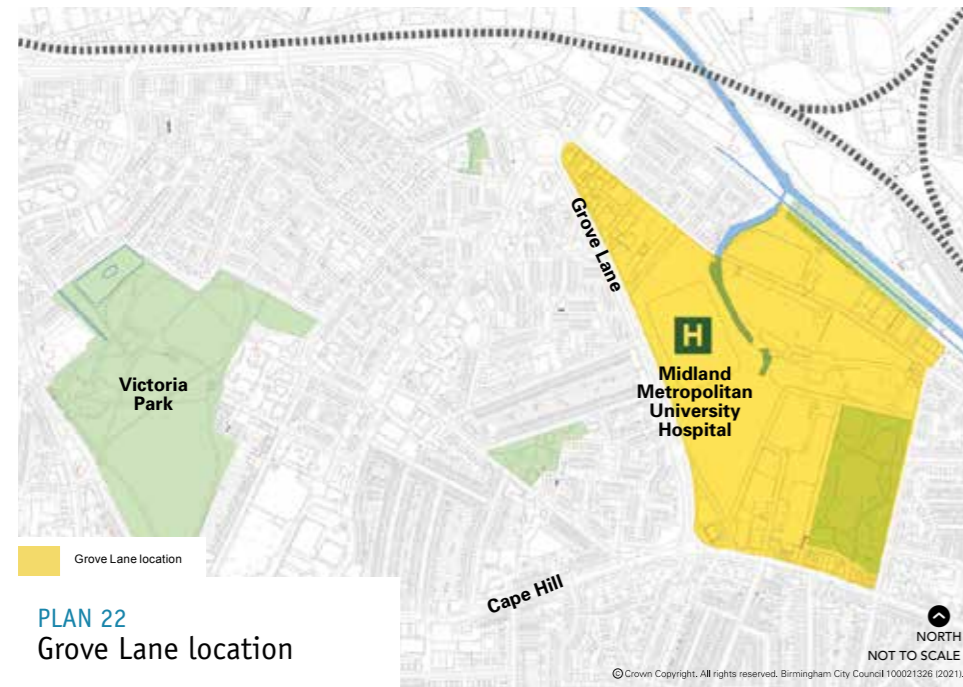 Grove Lane
H
Midland
Metropolitan
University
Hospital
Victoria
Park
Grove Lane location
Cape Hill
PLAN 22
Grove Lane location
NORTH
NOT TO SCALE
© Crown Copyright. All rights reserved. Birmingham City Council 100021326 (2021).